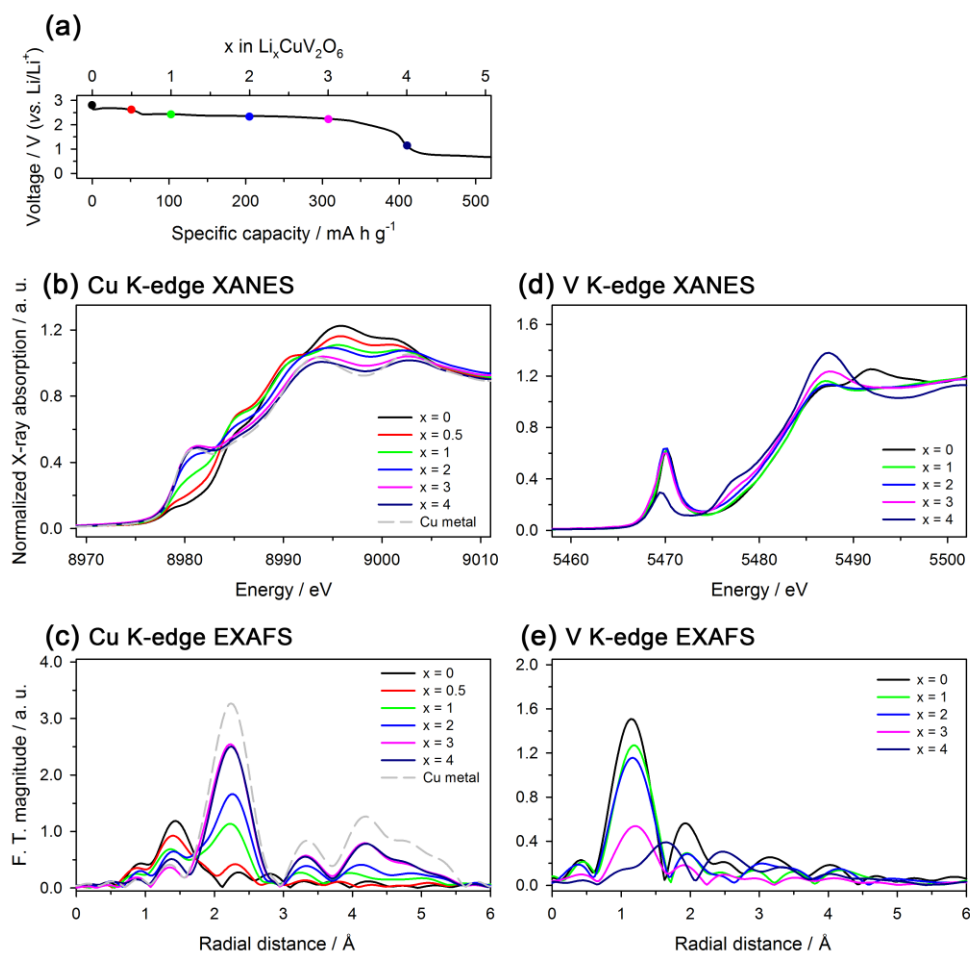 (a)
x in LiₓCuV₂O₆
0 1 2 3 4 5
Voltage / V (vs. Li/Li⁺)
3
2
1
0
0 100 200 300 400 500
Specific capacity / mA h g⁻¹
(b) Cu K-edge XANES
Normalized X-ray absorption / a. u.
1.2
0.8
0.4
0.0
x = 0
x = 0.5
x = 1
x = 2
x = 3
x = 4
Cu metal
8970 8980 8990 9000 9010
Energy / eV
(d) V K-edge XANES
1.6
1.2
0.8
0.4
0.0
x = 0
x = 1
x = 2
x = 3
x = 4
5460 5470 5480 5490 5500
Energy / eV
(c) Cu K-edge EXAFS
F. T. magnitude / a. u.
4.0
3.0
2.0
1.0
0.0
x = 0
x = 0.5
x = 1
x = 2
x = 3
x = 4
Cu metal
0 1 2 3 4 5 6
Radial distance / Å
(e) V K-edge EXAFS
2.0
1.6
1.2
0.8
0.4
0.0
x = 0
x = 1
x = 2
x = 3
x = 4
0 1 2 3 4 5 6
Radial distance / Å